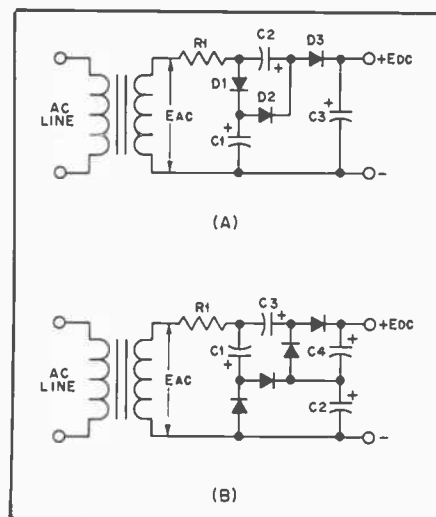 R1
C2
+
D3
+EDC
AC
LINE
EAC
D1
D2
+
C1
+
C3
-
(A)
R1
C3
+
+EDC
AC
LINE
EAC
C1
+
+
C4
+
C2
-
(B)